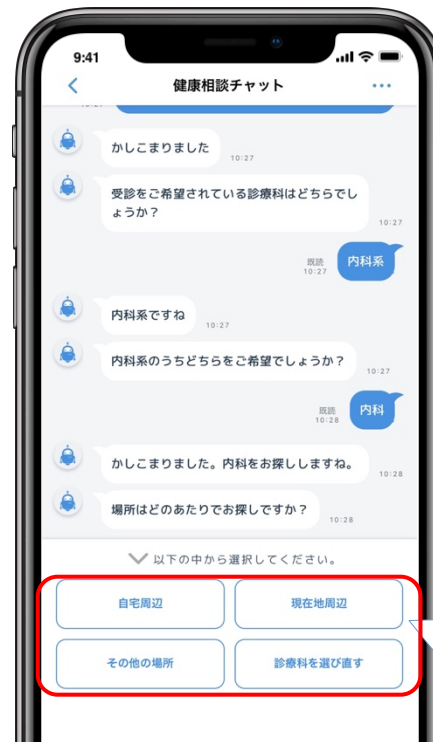 9:41
健康相談チャット
かしこまりました
10:27
受診をご希望されている診療科はどちらでし
ょうか？
10:27
既読
10:27
内科系
内科系ですね
10:27
内科系のうちどちらをご希望でしょうか？
10:27
既読
10:28
内科
かしこまりました。内科をお探ししますね。
10:28
場所はどのあたりでお探しですか？
10:28
以下の中から選択してください。
自宅周辺
現在地周辺
その他の場所
診療科を選び直す